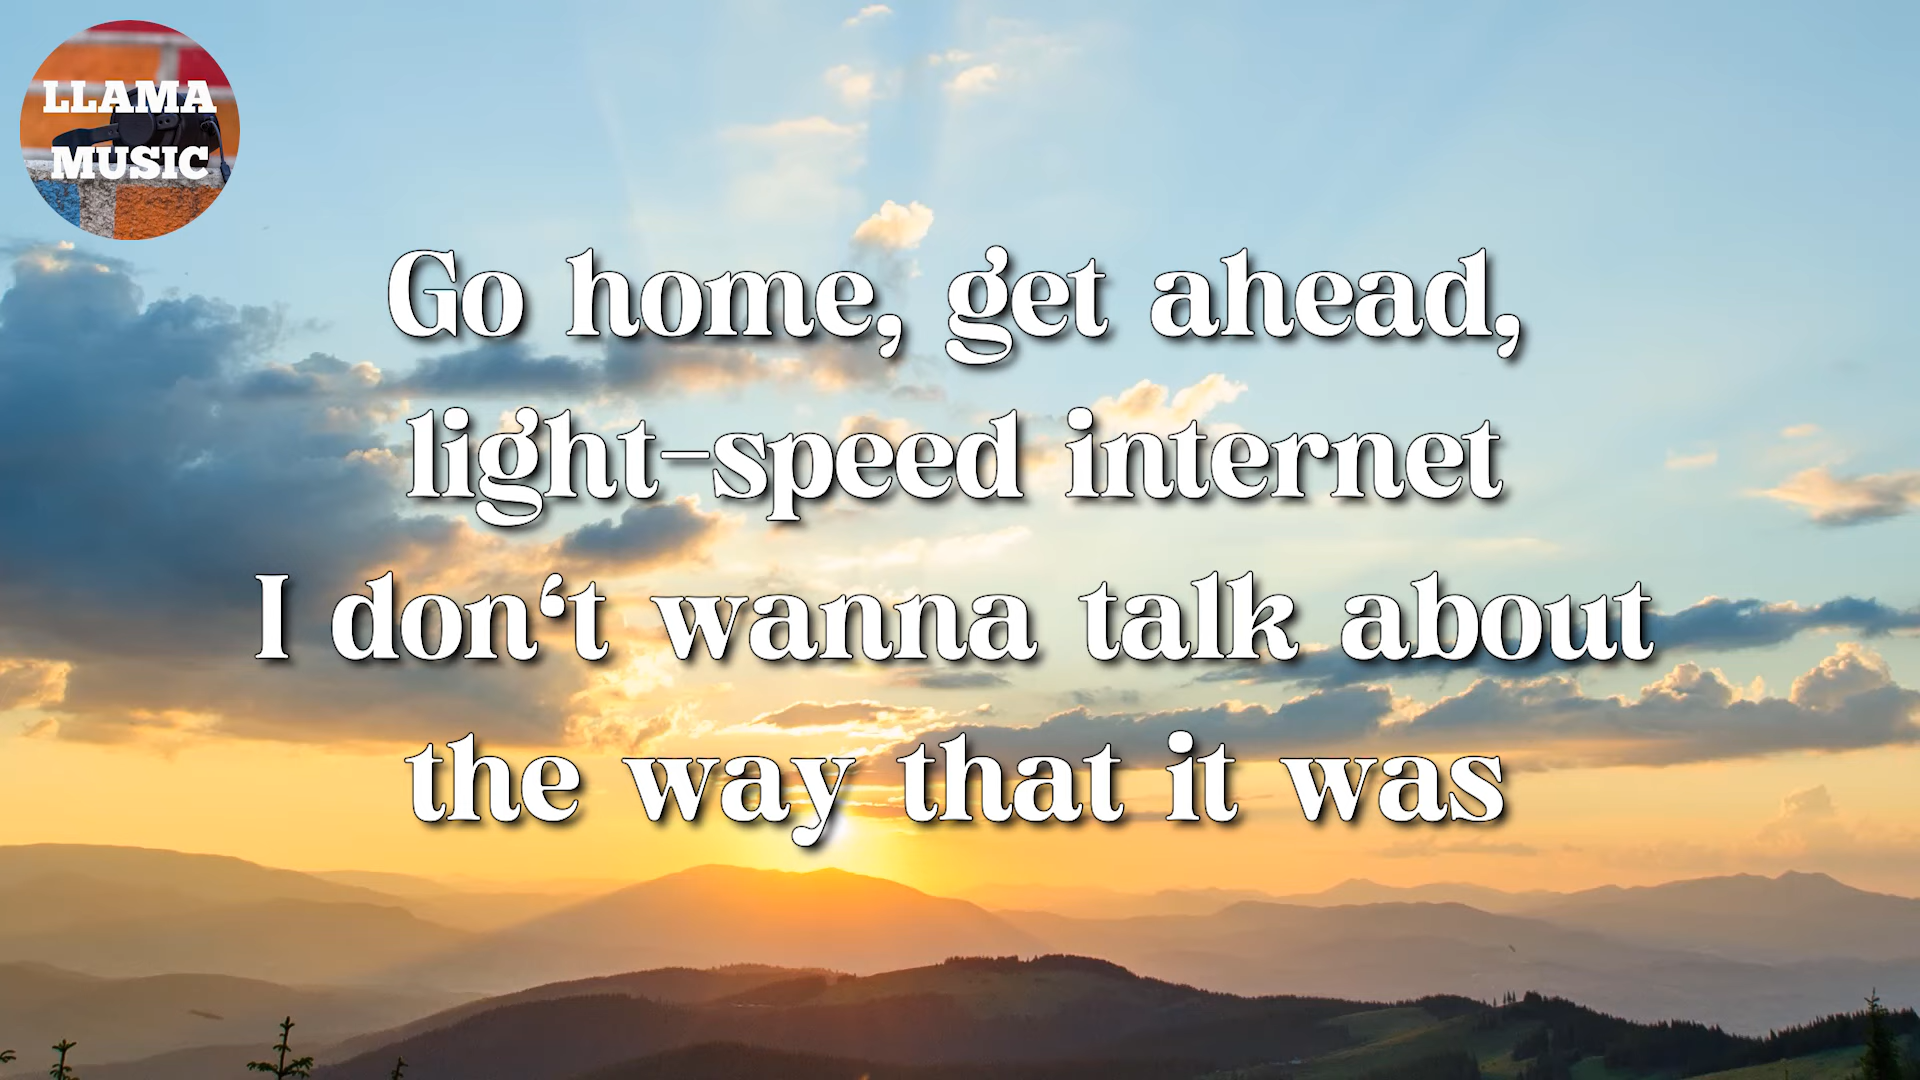 LLAMA
MUSIC
Go home, get ahead,
light-speed internet
I don‘t wanna talk about
the way that it was